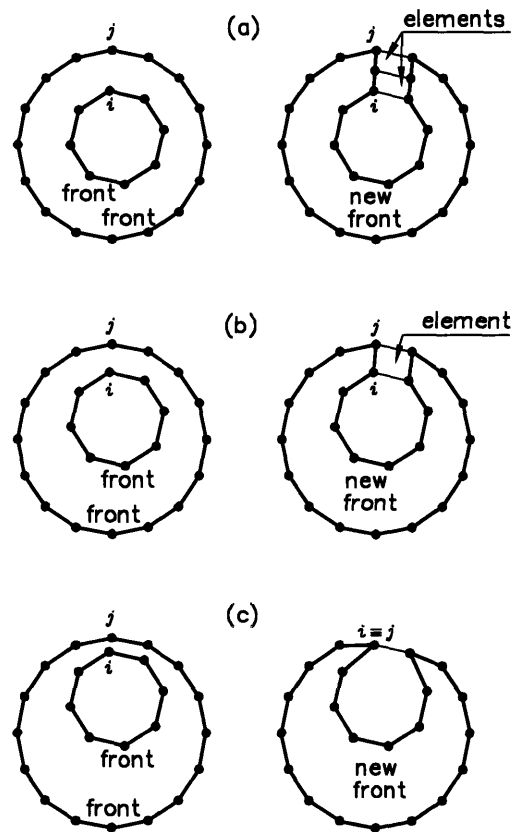 (a)
j
i
front
front
elements
j
i
new
front
(b)
j
i
front
front
element
j
i
new
front
(c)
j
i
front
front
i ≡ j
new
front